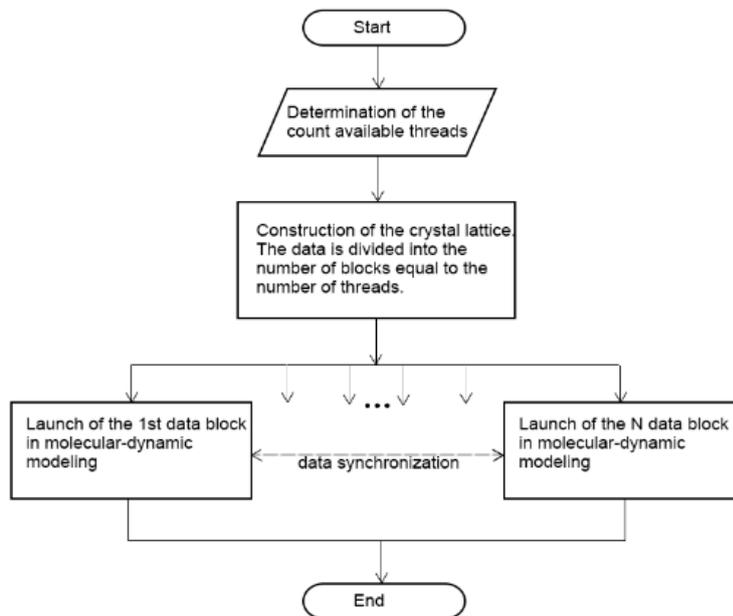 Start
Determination of the
count available threads
Construction of the crystal lattice.
The data is divided into the
number of blocks equal to the
number of threads.
...
Launch of the 1st data block
in molecular-dynamic
modeling
data synchronization
Launch of the N data block
in molecular-dynamic
modeling
End